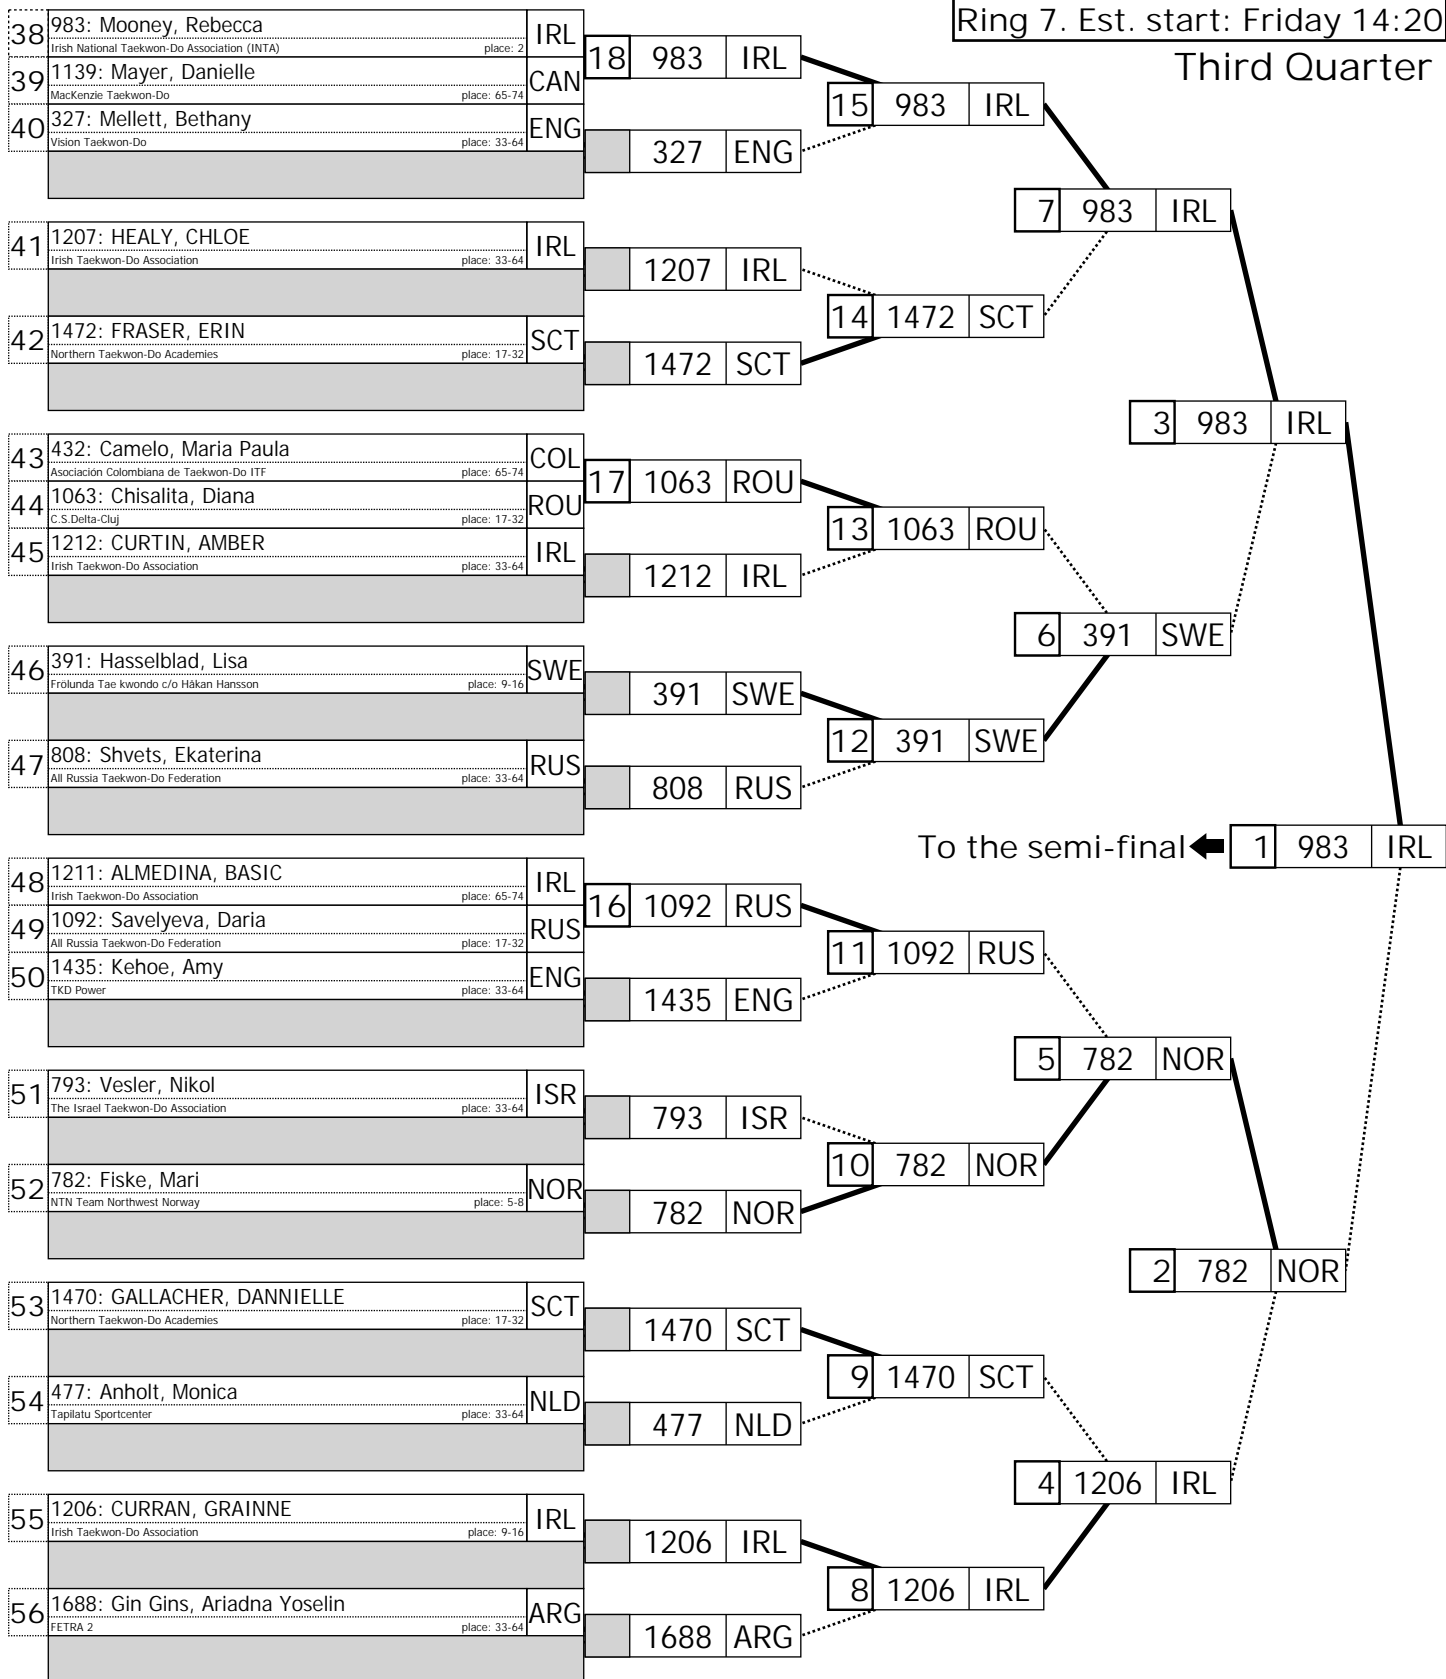 Ring 7. Est. start: Friday 14:20
Third Quarter
38 983: Mooney, Rebecca IRL
Irish National Taekwon-Do Association (INTA) place: 2
39 1139: Mayer, Danielle CAN
MacKenzie Taekwon-Do place: 65-74
40 327: Mellett, Bethany ENG
Vision Taekwon-Do place: 33-64
41 1207: HEALY, CHLOE IRL
Irish Taekwon-Do Association place: 33-64
42 1472: FRASER, ERIN SCT
Northern Taekwon-Do Academies place: 17-32
43 432: Camelo, Maria Paula COL
Asociación Colombiana de Taekwon-Do ITF place: 65-74
44 1063: Chisalita, Diana ROU
C.S.Delta-Cluj place: 17-32
45 1212: CURTIN, AMBER IRL
Irish Taekwon-Do Association place: 33-64
46 391: Hasselblad, Lisa SWE
Frölunda Tae kwondo c/o Håkan Hansson place: 9-16
47 808: Shvets, Ekaterina RUS
All Russia Taekwon-Do Federation place: 33-64
48 1211: ALMEDINA, BASIC IRL
Irish Taekwon-Do Association place: 65-74
49 1092: Savelyeva, Daria RUS
All Russia Taekwon-Do Federation place: 17-32
50 1435: Kehoe, Amy ENG
TKD Power place: 33-64
51 793: Vesler, Nikol ISR
The Israel Taekwon-Do Association place: 33-64
52 782: Fiske, Mari NOR
NTN Team Northwest Norway place: 5-8
53 1470: GALLACHER, DANNIELLE SCT
Northern Taekwon-Do Academies place: 17-32
54 477: Anholt, Monica NLD
Tapilatu Sportcenter place: 33-64
55 1206: CURRAN, GRAINNE IRL
Irish Taekwon-Do Association place: 9-16
56 1688: Gin Gins, Ariadna Yoselin ARG
FETRA 2 place: 33-64
18 983 IRL
327 ENG
1207 IRL
1472 SCT
17 1063 ROU
1212 IRL
391 SWE
808 RUS
16 1092 RUS
1435 ENG
793 ISR
782 NOR
1470 SCT
477 NLD
1206 IRL
1688 ARG
15 983 IRL
14 1472 SCT
13 1063 ROU
12 391 SWE
11 1092 RUS
10 782 NOR
9 1470 SCT
8 1206 IRL
7 983 IRL
6 391 SWE
5 782 NOR
4 1206 IRL
3 983 IRL
2 782 NOR
To the semi-final 1 983 IRL